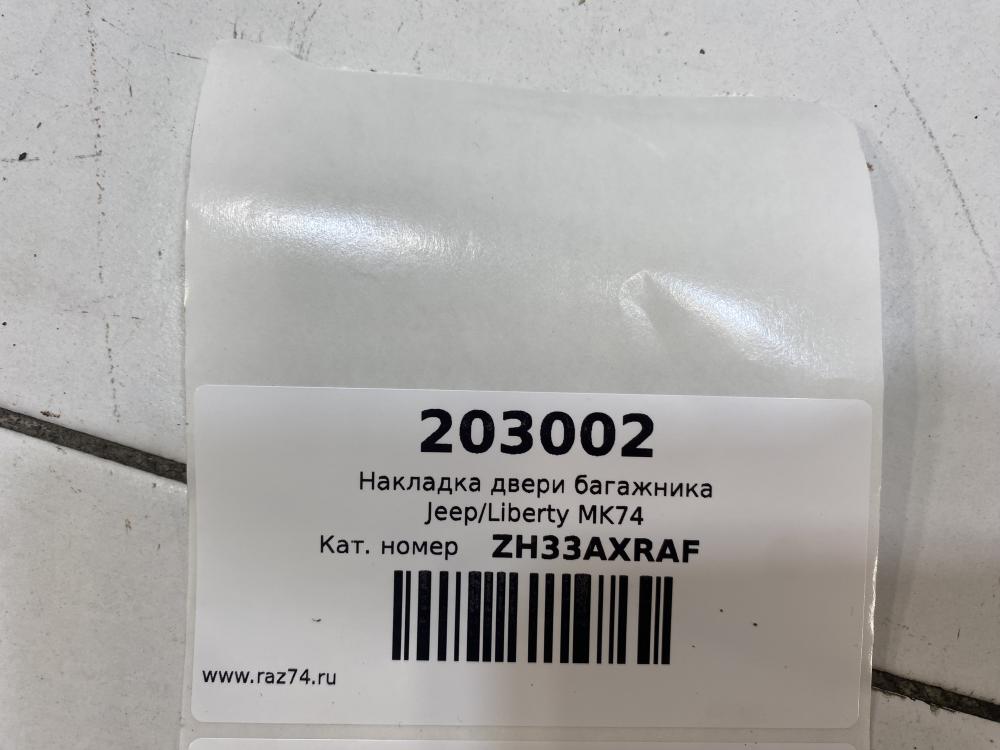 203002
Накладка двери багажника
Jeep/Liberty MK74
Кат. номер ZH33AXRAF
www.raz74.ru